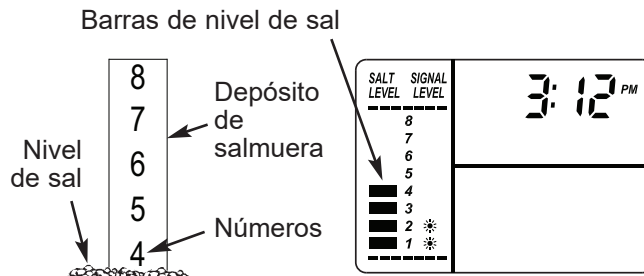 Barras de nivel de sal
8
7
6
5
4
Depósito
de
salmuera
Nivel
de sal
Números
SALT LEVEL
SIGNAL LEVEL
8
7
6
5
4
3
2
1
3:12 PM